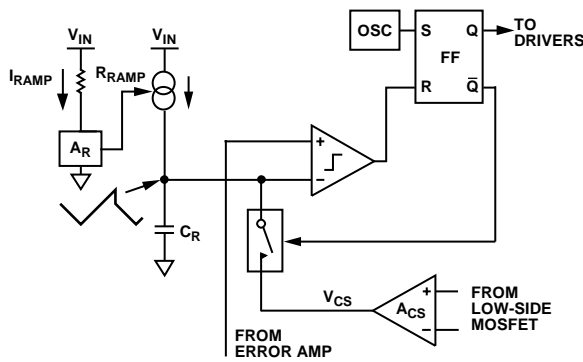 V_IN
V_IN
I_RAMP
R_RAMP
A_R
C_R
OSC
S
Q
FF
R
Q̅
TO
DRIVERS
+
–
V_CS
A_CS
+
–
FROM
LOW-SIDE
MOSFET
FROM
ERROR AMP